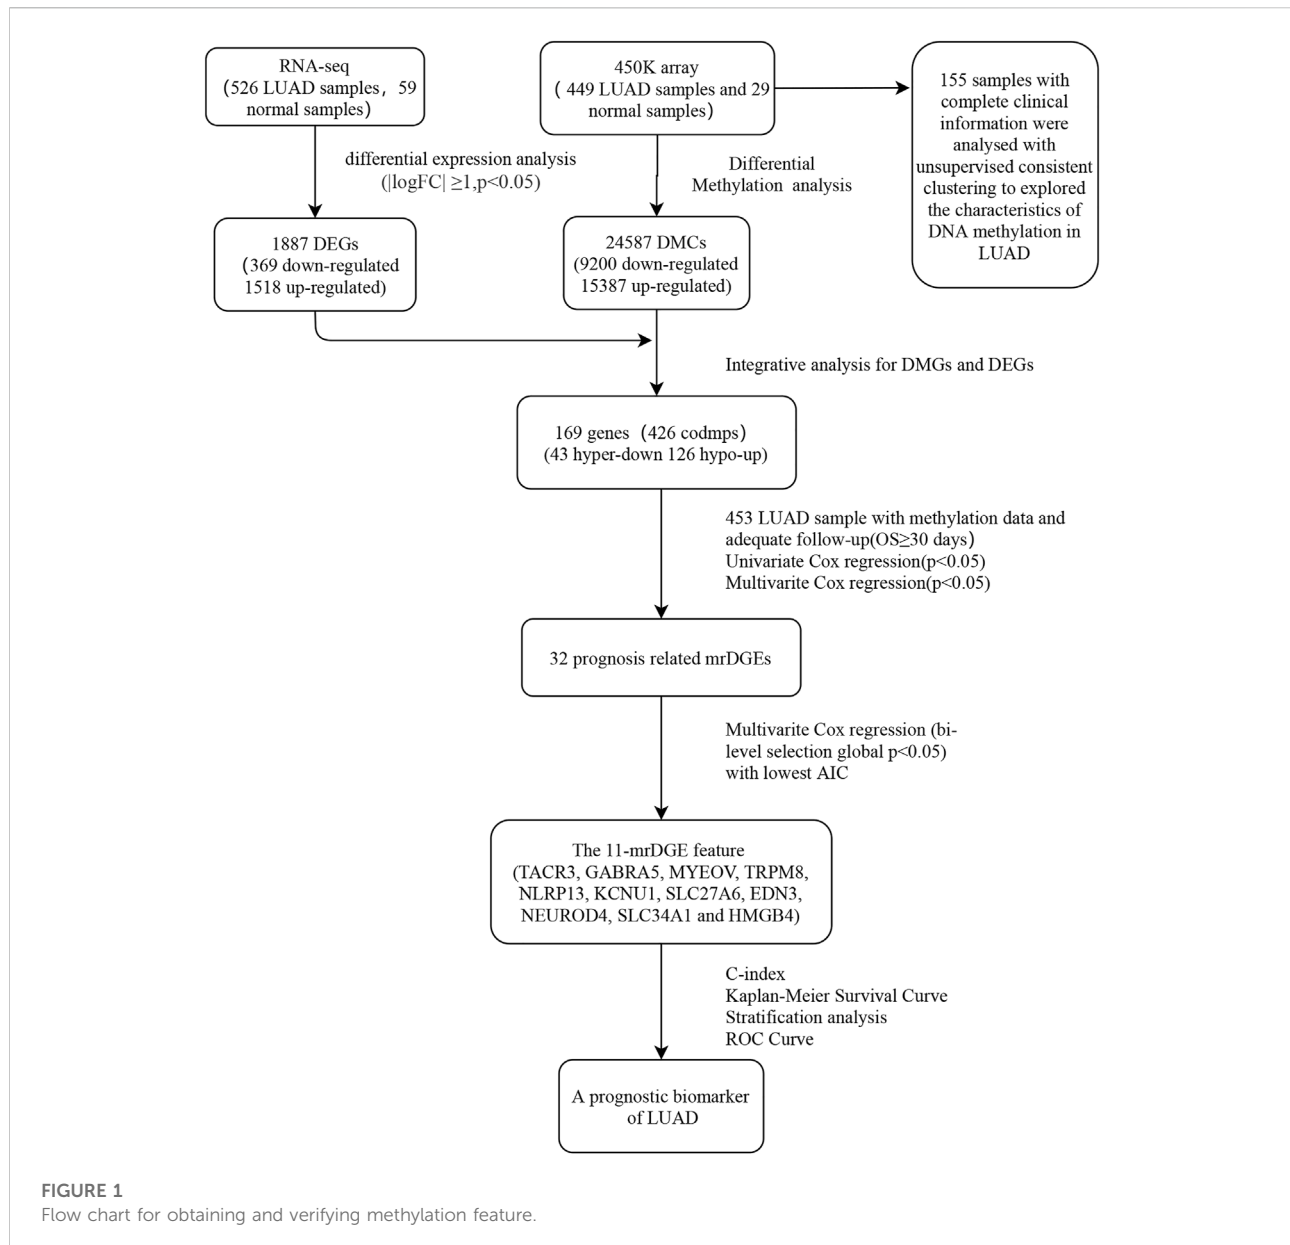 RNA-seq
(526 LUAD samples, 59
normal samples)
450K array
( 449 LUAD samples and 29
normal samples)
155 samples with
complete clinical
information were
analysed with
unsupervised consistent
clustering to explored
the characteristics of
DNA methylation in
LUAD
differential expression analysis
(|logFC| ≥1,p<0.05)
Differential
Methylation analysis
1887 DEGs
(369 down-regulated
1518 up-regulated)
24587 DMCs
(9200 down-regulated
15387 up-regulated)
Integrative analysis for DMGs and DEGs
169 genes (426 codmps)
(43 hyper-down 126 hypo-up)
453 LUAD sample with methylation data and
adequate follow-up(OS≥30 days)
Univariate Cox regression(p<0.05)
Multivarite Cox regression(p<0.05)
32 prognosis related mrDGEs
Multivarite Cox regression (bi-
level selection global p<0.05)
with lowest AIC
The 11-mrDGE feature
(TACR3, GABRA5, MYEOV, TRPM8,
NLRP13, KCNU1, SLC27A6, EDN3,
NEUROD4, SLC34A1 and HMGB4)
C-index
Kaplan-Meier Survival Curve
Stratification analysis
ROC Curve
A prognostic biomarker
of LUAD
FIGURE 1
Flow chart for obtaining and verifying methylation feature.